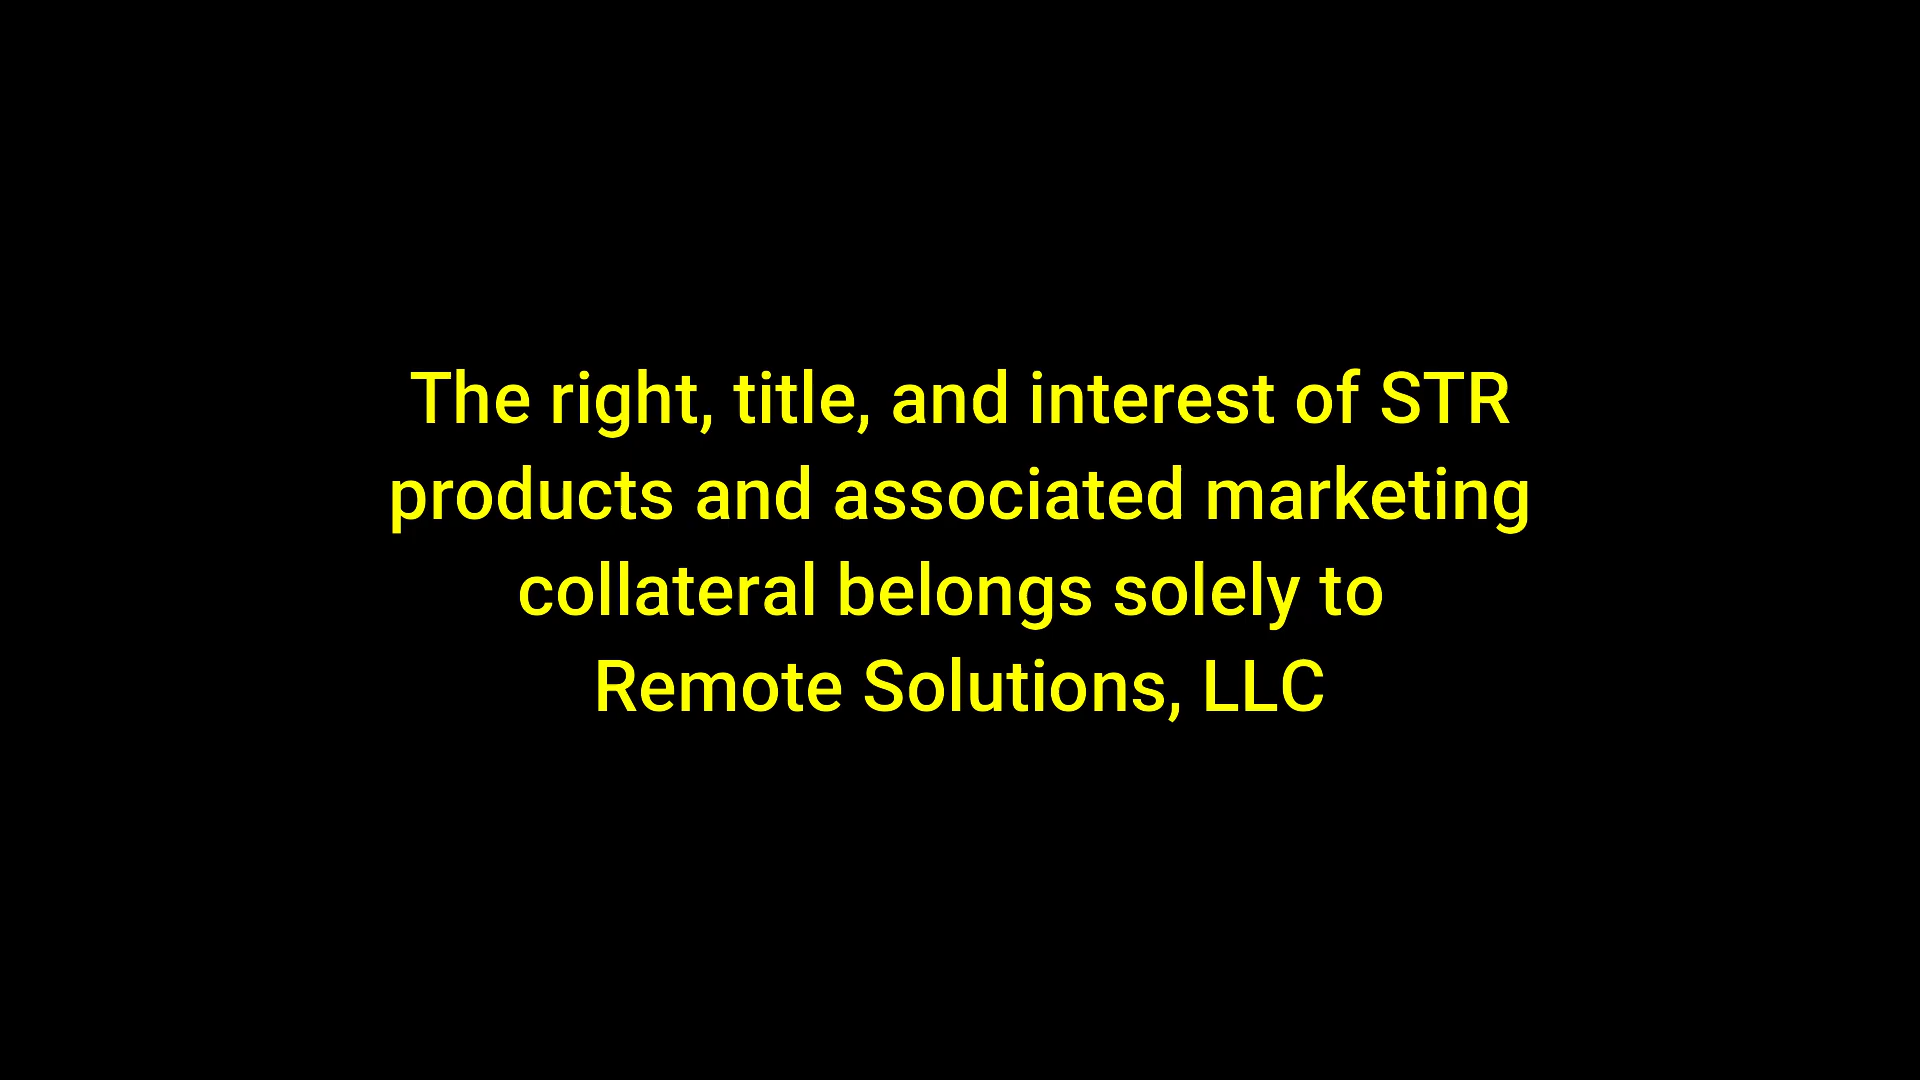 The right, title, and interest of STR
products and associated marketing
collateral belongs solely to
Remote Solutions, LLC